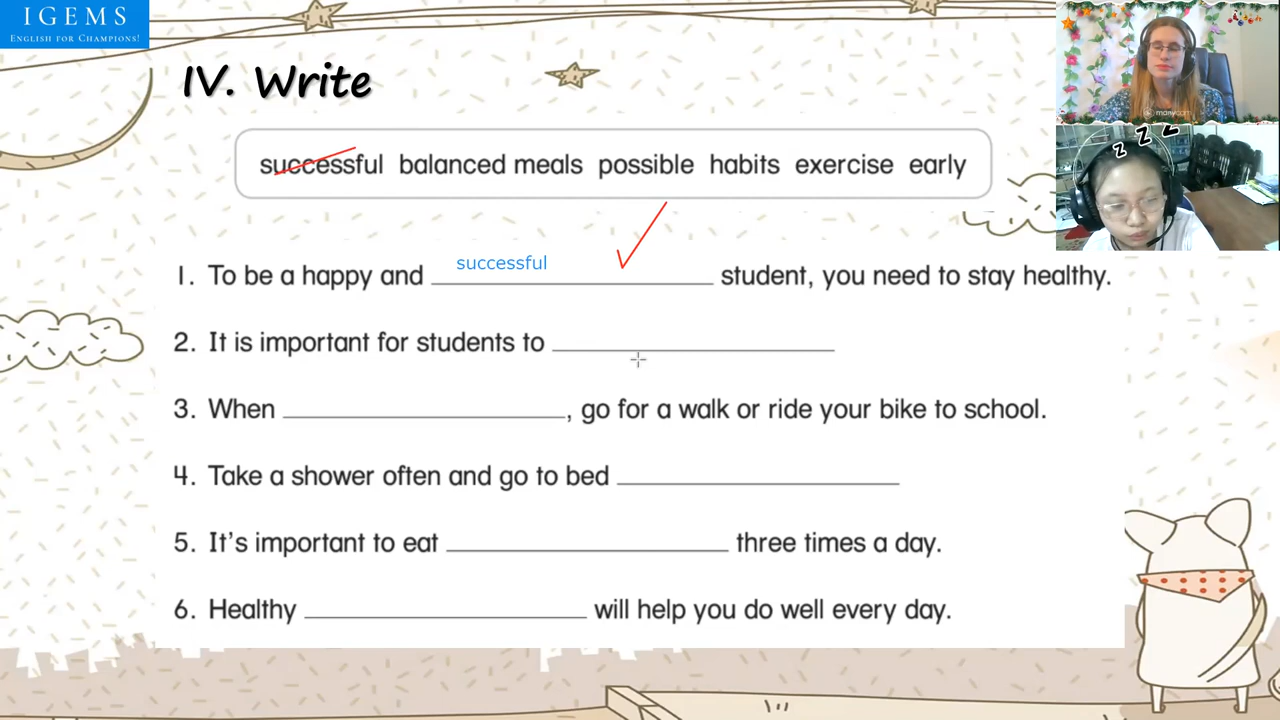 IGEMS
ENGLISH FOR CHAMPIONS!
IV. Write
successful balanced meals possible habits exercise early
1. To be a happy and successful student, you need to stay healthy.
2. It is important for students to
3. When , go for a walk or ride your bike to school.
4. Take a shower often and go to bed
5. It's important to eat three times a day.
6. Healthy will help you do well every day.
manycam
z z Z